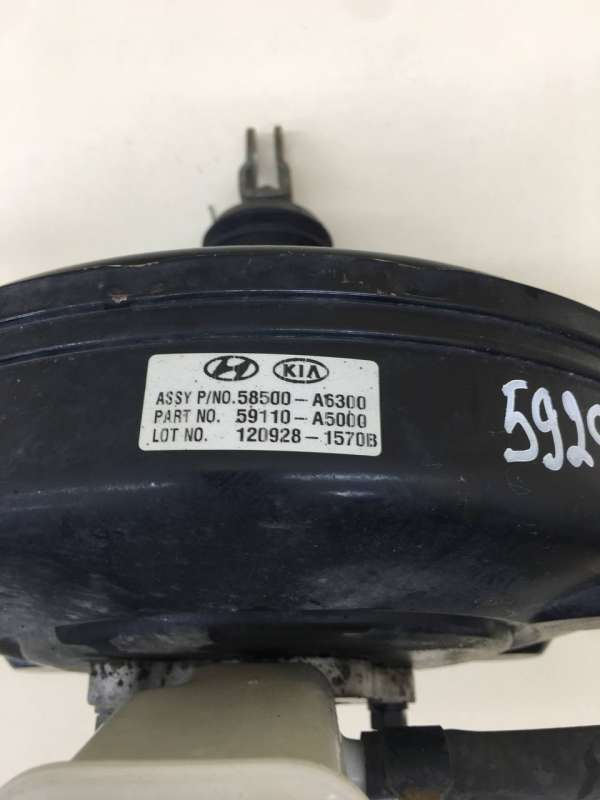 KIA
ASSY P/NO. 58500-A6300
PART NO. 59110-A5000
LOT NO. 120928-1570B